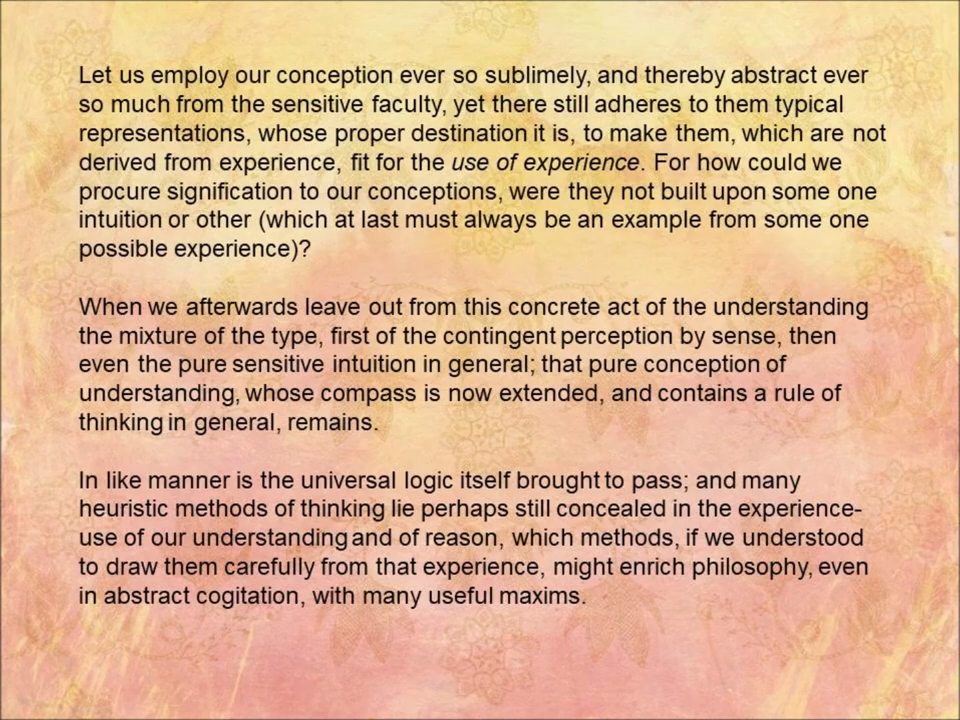 Let us employ our conception ever so sublimely, and thereby abstract ever
so much from the sensitive faculty, yet there still adheres to them typical
representations, whose proper destination it is, to make them, which are not
derived from experience, fit for the use of experience. For how could we
procure signification to our conceptions, were they not built upon some one
intuition or other (which at last must always be an example from some one
possible experience)?
When we afterwards leave out from this concrete act of the understanding
the mixture of the type, first of the contingent perception by sense, then
even the pure sensitive intuition in general; that pure conception of
understanding, whose compass is now extended, and contains a rule of
thinking in general, remains.
In like manner is the universal logic itself brought to pass; and many
heuristic methods of thinking lie perhaps still concealed in the experience-
use of our understanding and of reason, which methods, if we understood
to draw them carefully from that experience, might enrich philosophy, even
in abstract cogitation, with many useful maxims.